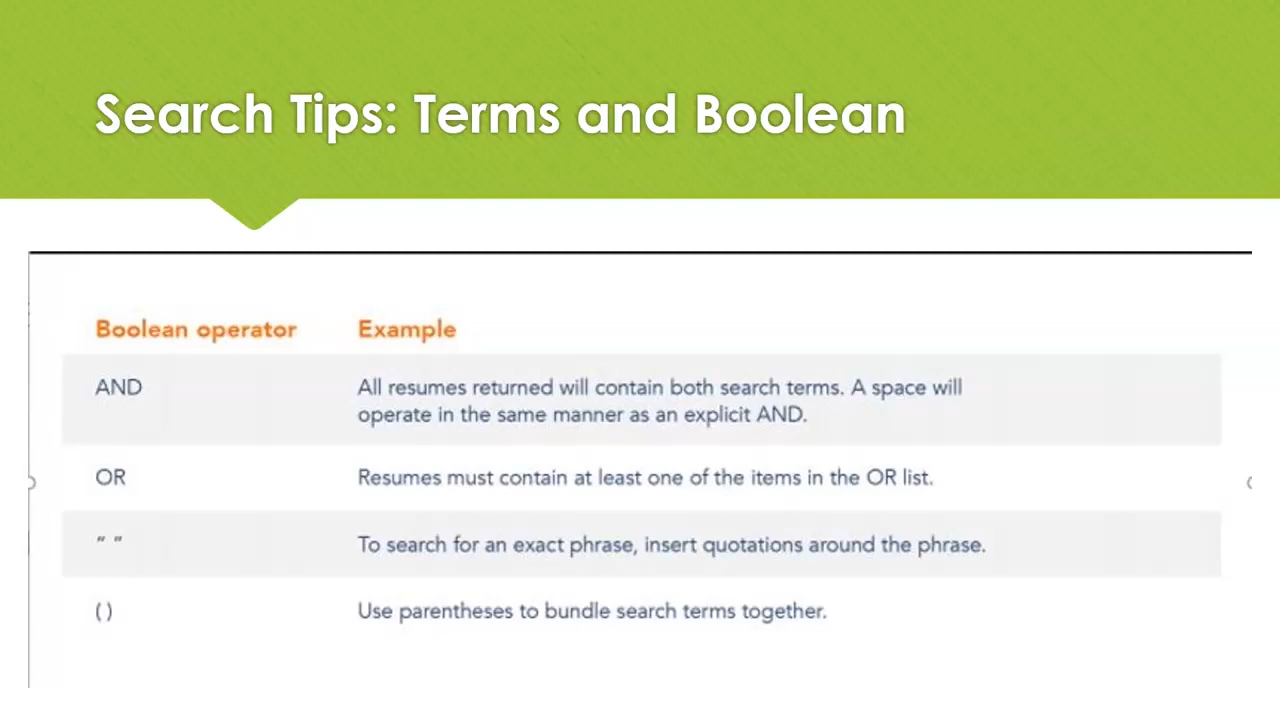 Search Tips: Terms and Boolean
Boolean operator Example
AND All resumes returned will contain both search terms. A space will
operate in the same manner as an explicit AND.
OR Resumes must contain at least one of the items in the OR list.
“ ” To search for an exact phrase, insert quotations around the phrase.
( ) Use parentheses to bundle search terms together.